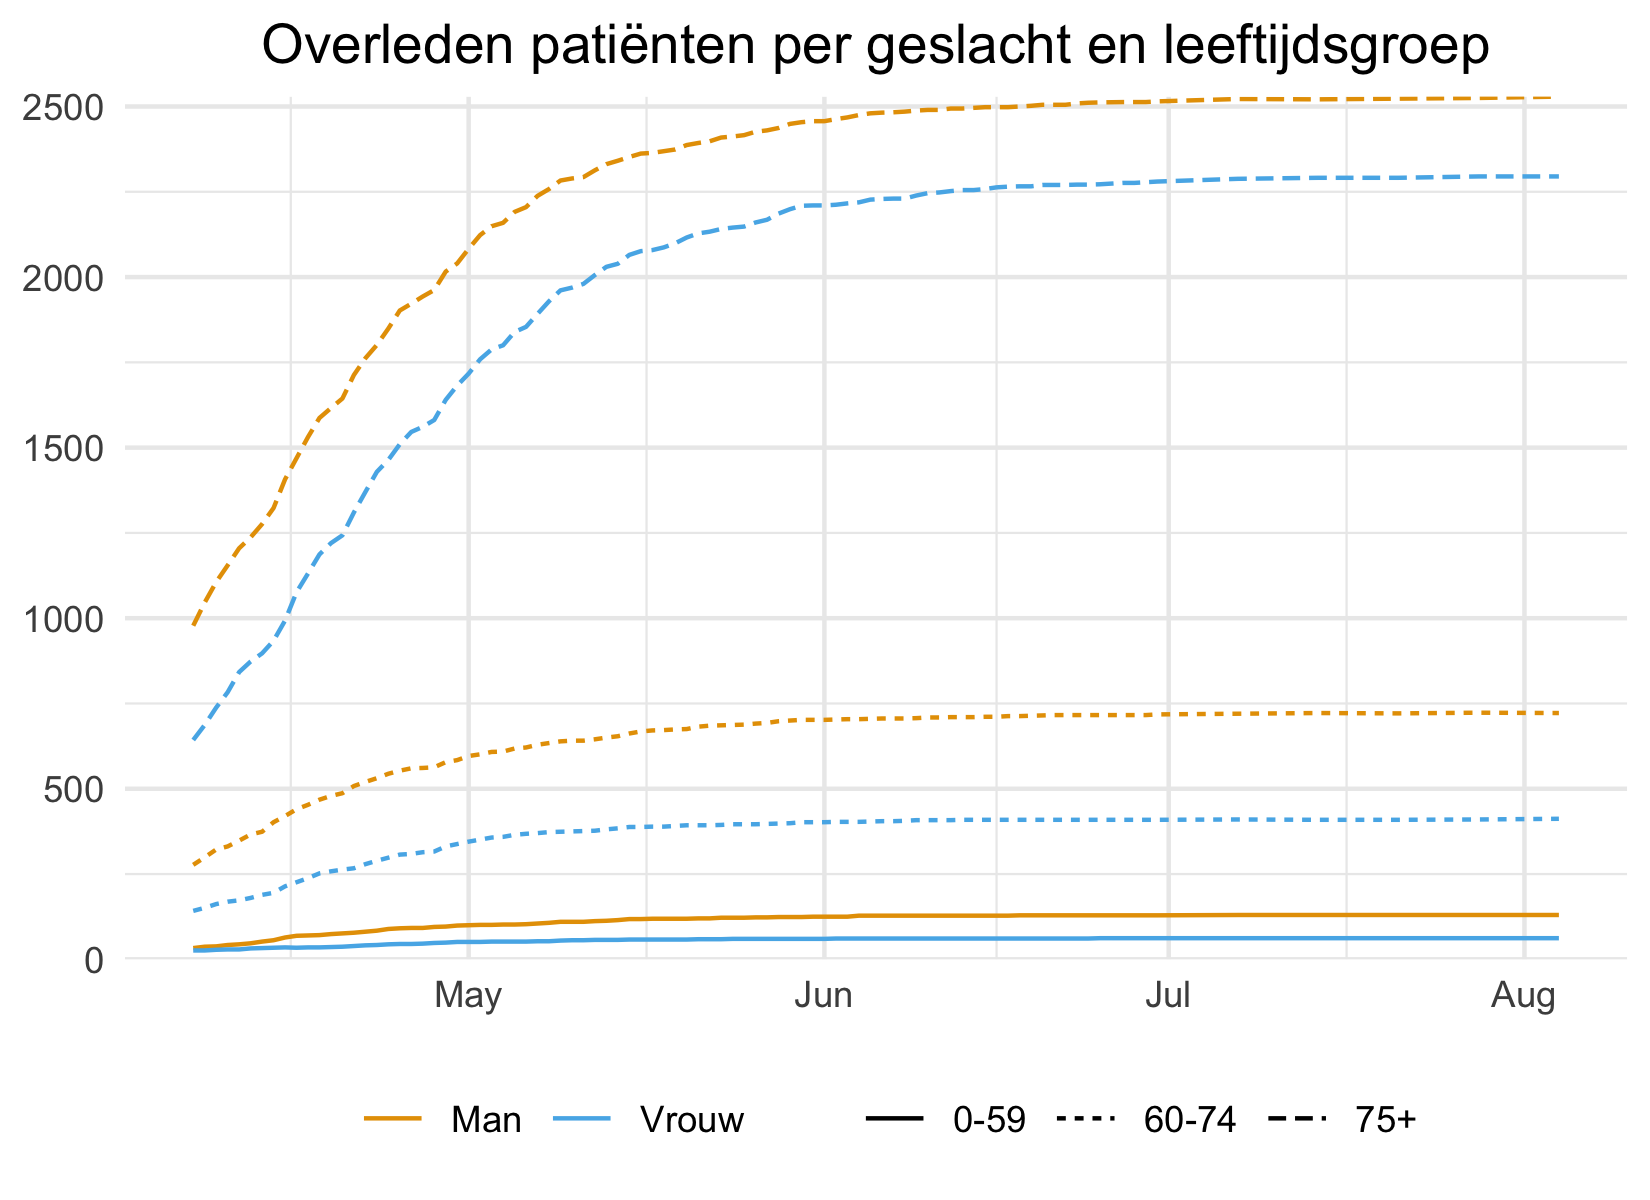 Overleden patiënten per geslacht en leeftijdsgroep
2500
2000
1500
1000
500
0
May Jun Jul Aug
Man Vrouw 0-59 60-74 75+